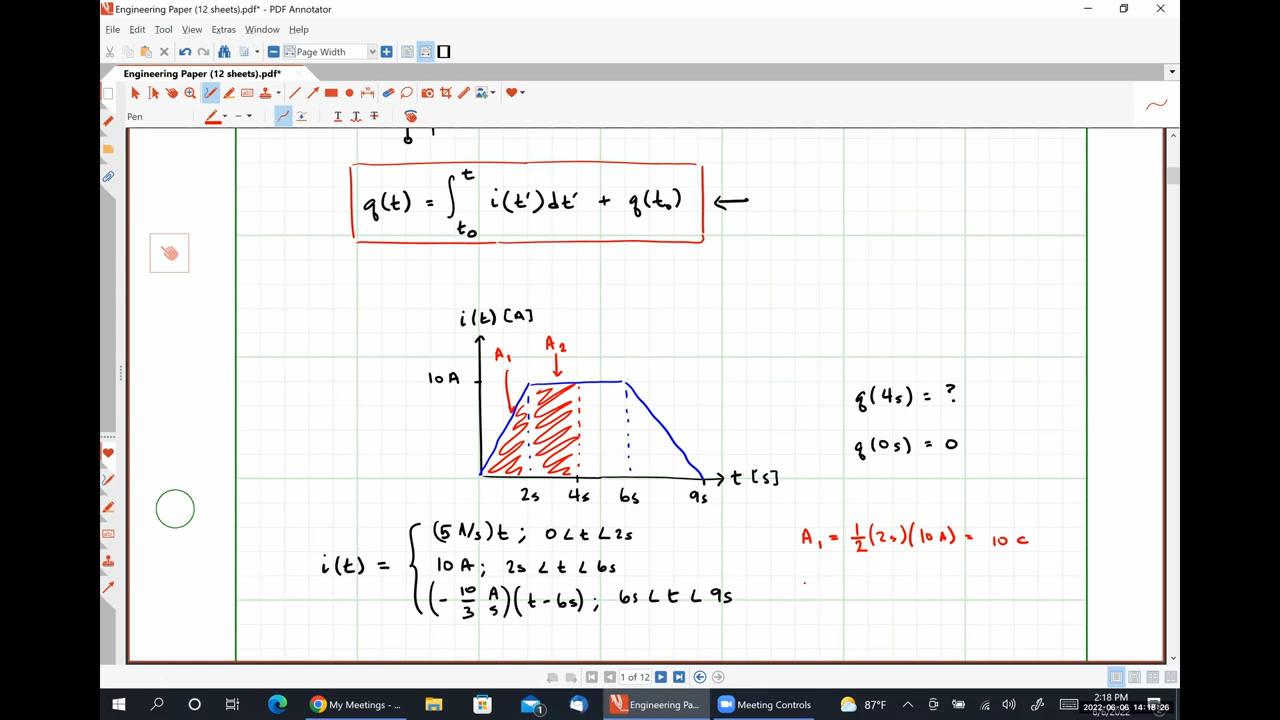 Engineering Paper (12 sheets).pdf* - PDF Annotator
File Edit Tool View Extras Window Help
Page Width
Engineering Paper (12 sheets).pdf*
Pen
q(t) = ∫ t0 t i(t')dt' + q(t0) ←
i(t) [A]
A1 A2
10 A
q(4s) = ?
q(0s) = 0
t [s]
2s 4s 6s 9s
i(t) = { (5 A/s)t ; 0 < t < 2s
10 A ; 2s < t < 6s
(- 10/3 A/s)(t - 6s) ; 6s < t < 9s
A1 = 1/2 (2s)(10 A) = 10 C
1 of 12
My Meetings - ...
Engineering Pa...
Meeting Controls
87°F
2:18 PM
2022-06-06 14:18:26